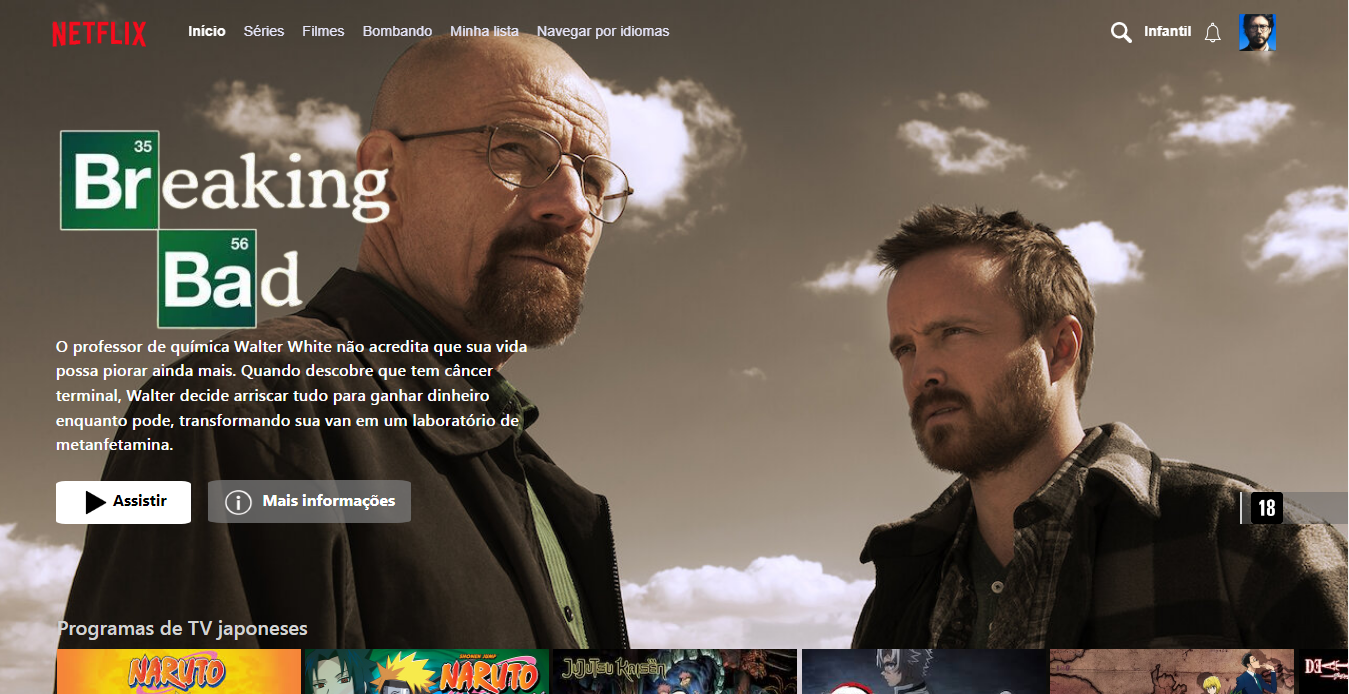 NETFLIX
Início Séries Filmes Bombando Minha lista Navegar por idiomas
Infantil
35
Breaking
56
Bad
O professor de química Walter White não acredita que sua vida
possa piorar ainda mais. Quando descobre que tem câncer
terminal, Walter decide arriscar tudo para ganhar dinheiro
enquanto pode, transformando sua van em um laboratório de
metanfetamina.
Assistir
Mais informações
18
Programas de TV japoneses
NARUTO
SHONEN JUMP
NARUTO
JUJUTSU KAISEN